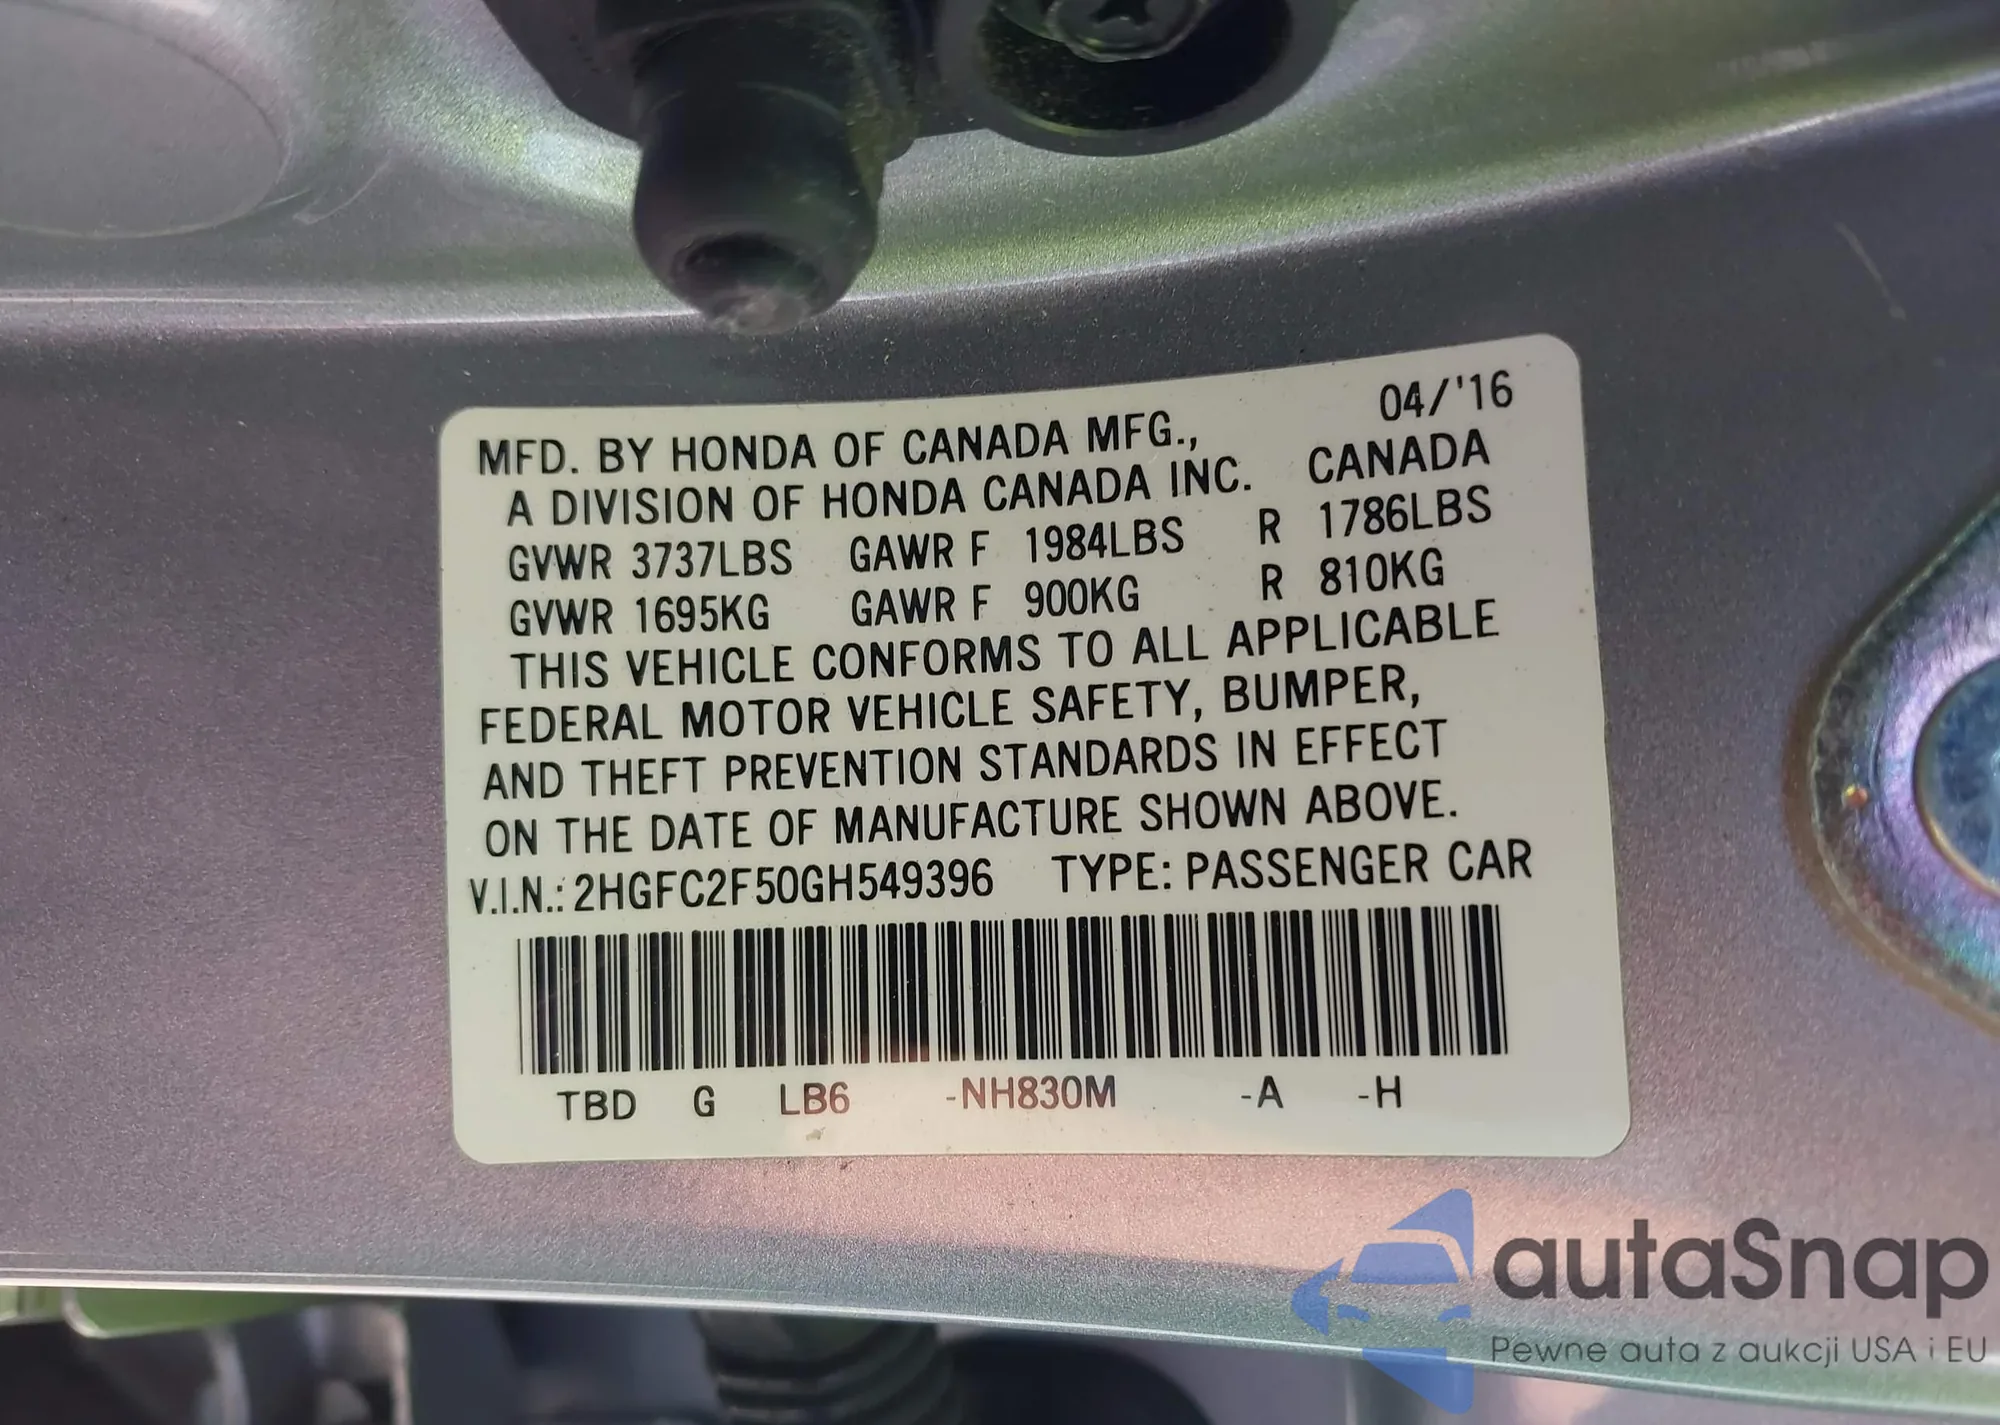 04/'16
MFD. BY HONDA OF CANADA MFG.,
A DIVISION OF HONDA CANADA INC. CANADA
GVWR 3737LBS GAWR F 1984LBS R 1786LBS
GVWR 1695KG GAWR F 900KG R 810KG
THIS VEHICLE CONFORMS TO ALL APPLICABLE
FEDERAL MOTOR VEHICLE SAFETY, BUMPER,
AND THEFT PREVENTION STANDARDS IN EFFECT
ON THE DATE OF MANUFACTURE SHOWN ABOVE.
V.I.N.: 2HGFC2F50GH549396 TYPE: PASSENGER CAR
TBD G LB6 -NH830M -A -H
autaSnap
Pewne auta z aukcji USA i EU